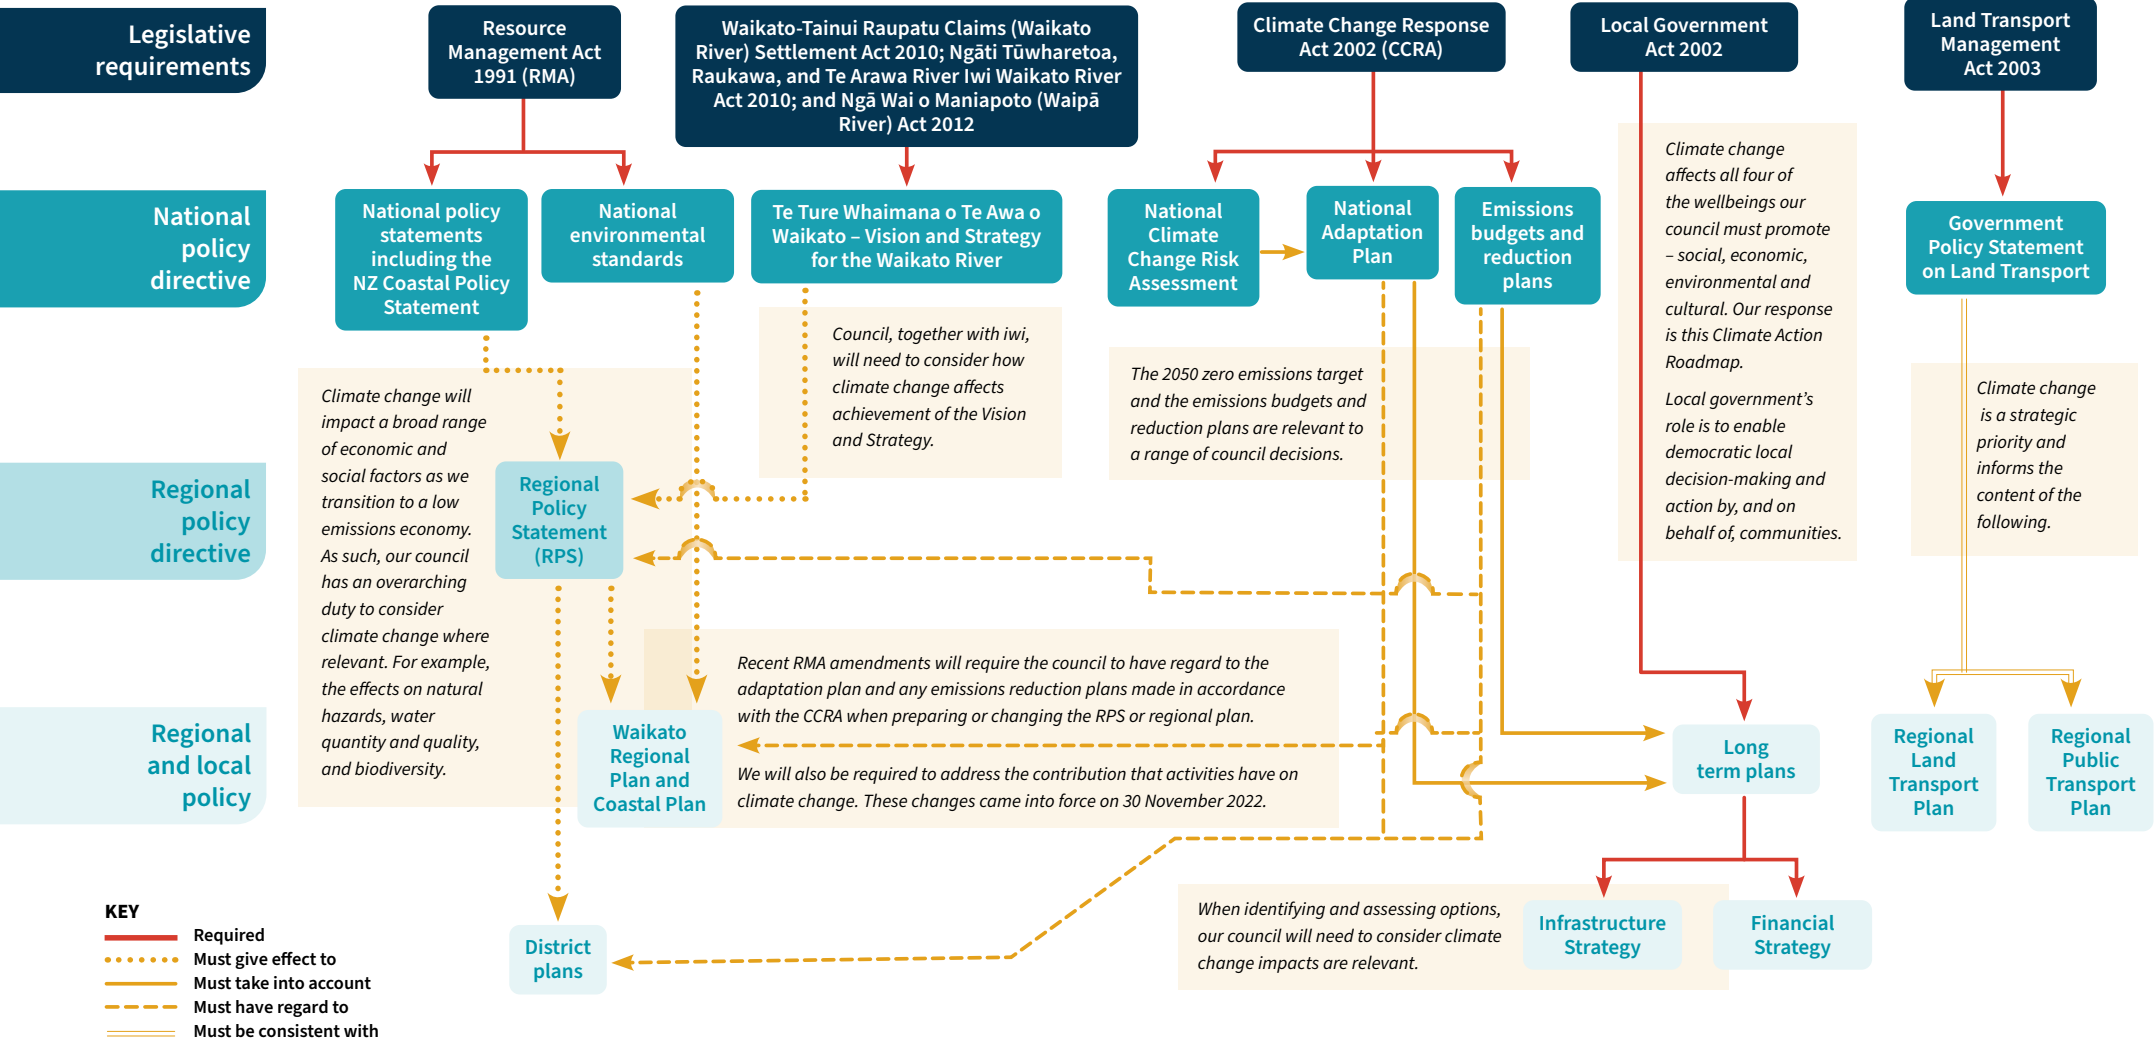 Legislative
requirements
Resource
Management Act
1991 (RMA)
Waikato-Tainui Raupatu Claims (Waikato
River) Settlement Act 2010; Ngāti Tūwharetoa,
Raukawa, and Te Arawa River Iwi Waikato River
Act 2010; and Ngā Wai o Maniapoto (Waipā
River) Act 2012
Climate Change Response
Act 2002 (CCRA)
Local Government
Act 2002
Land Transport
Management
Act 2003
National
policy
directive
National policy
statements
including the
NZ Coastal Policy
Statement
National
environmental
standards
Te Ture Whaimana o Te Awa o
Waikato – Vision and Strategy
for the Waikato River
National
Climate
Change Risk
Assessment
National
Adaptation
Plan
Emissions
budgets and
reduction
plans
Climate change
affects all four of
the wellbeings our
council must promote
– social, economic,
environmental and
cultural. Our response
is this Climate Action
Roadmap.
Local government’s
role is to enable
democratic local
decision-making and
action by, and on
behalf of, communities.
Government
Policy Statement
on Land Transport
Council, together with iwi,
will need to consider how
climate change affects
achievement of the Vision
and Strategy.
The 2050 zero emissions target
and the emissions budgets and
reduction plans are relevant to
a range of council decisions.
Climate change
is a strategic
priority and
informs the
content of the
following.
Climate change will
impact a broad range
of economic and
social factors as we
transition to a low
emissions economy.
As such, our council
has an overarching
duty to consider
climate change where
relevant. For example,
the effects on natural
hazards, water
quantity and quality,
and biodiversity.
Regional
policy
directive
Regional
Policy
Statement
(RPS)
Recent RMA amendments will require the council to have regard to the
adaptation plan and any emissions reduction plans made in accordance
with the CCRA when preparing or changing the RPS or regional plan.
We will also be required to address the contribution that activities have on
climate change. These changes came into force on 30 November 2022.
Regional
and local
policy
Waikato
Regional
Plan and
Coastal Plan
Long
term plans
Regional
Land
Transport
Plan
Regional
Public
Transport
Plan
District
plans
When identifying and assessing options,
our council will need to consider climate
change impacts are relevant.
Infrastructure
Strategy
Financial
Strategy
KEY
Required
Must give effect to
Must take into account
Must have regard to
Must be consistent with